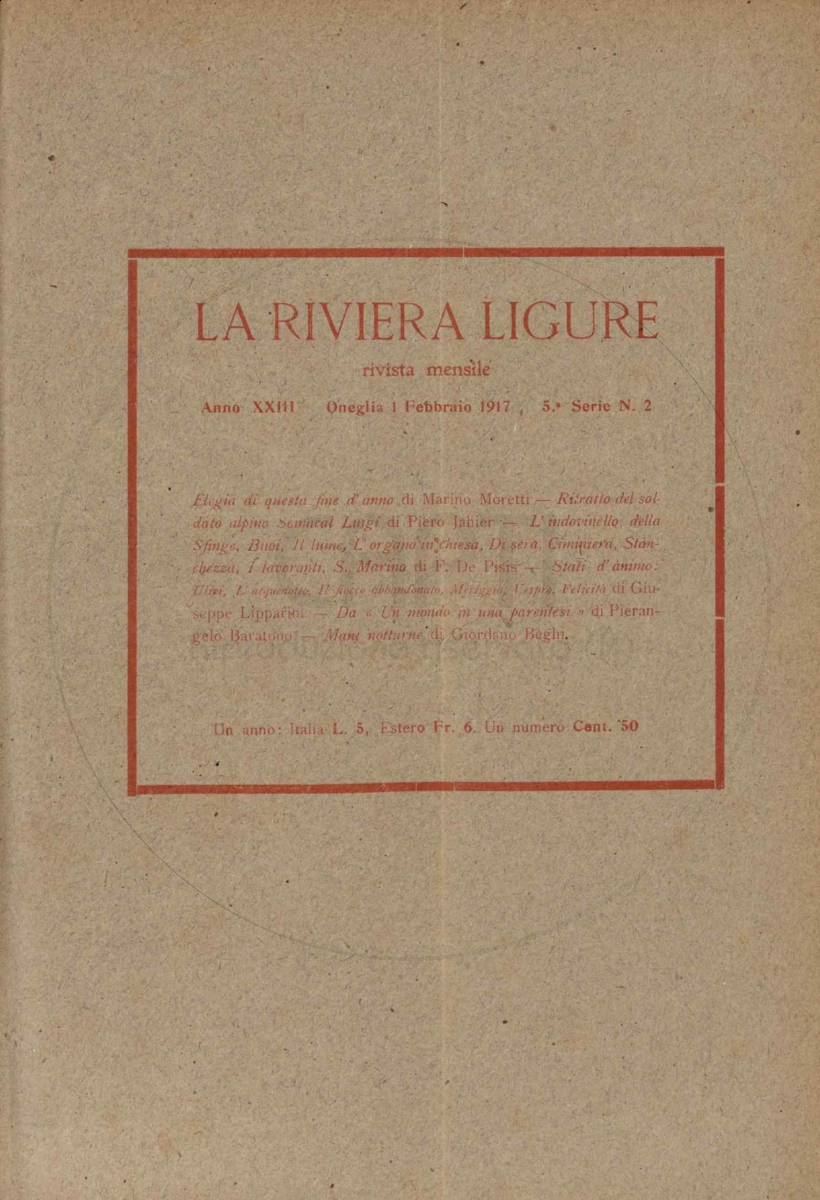 LA RIVIERA LIGURE
rivista mensile
Anno XXIII Oneglia 1 Febbraio 1917, 5.ª Serie N. 2
Elegia di questa fine d'anno di Marino Moretti — Ritratto del sol-
dato alpino Somacal Luigi di Piero Jahier — L'indovinello della
Sfinge, Buoi, Il lume, L'organo in chiesa, Di sera, Ciminiera, Stan-
chezza, I lavoranti, S. Marino di F. De Pisis — Stati d'animo:
Ulivi, L'acquedotto, Il fiocco abbandonato, Meriggio, Vespro, Felicità di Giu-
seppe Lipparini — Da « Un mondo in una parentesi » di Pieran-
gelo Baratono — Mani notturne di Giordano Beghi.
Un anno: Italia L. 5, Estero Fr. 6. Un numero Cent. 50